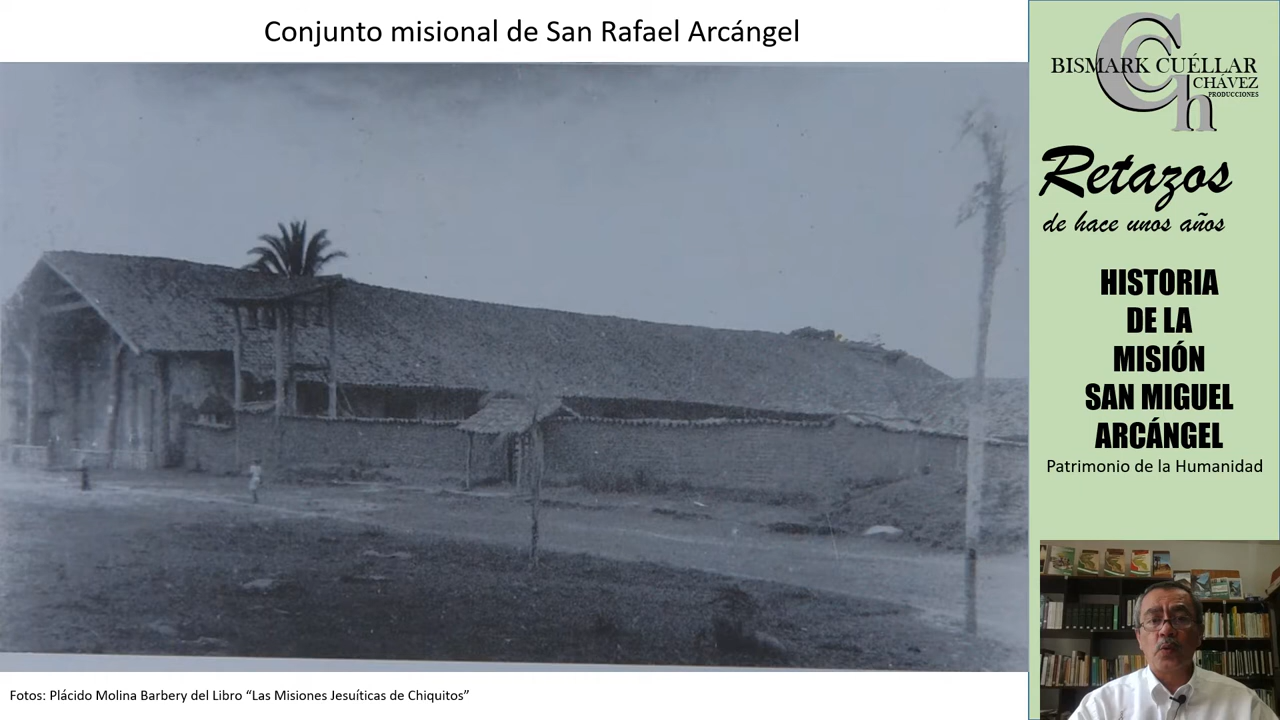 Conjunto misional de San Rafael Arcángel
BISMARK CUÉLLAR
CHÁVEZ
PRODUCCIONES
CCh
Retazos
de hace unos años
HISTORIA
DE LA
MISIÓN
SAN MIGUEL
ARCÁNGEL
Patrimonio de la Humanidad
Fotos: Plácido Molina Barbery del Libro “Las Misiones Jesuíticas de Chiquitos”